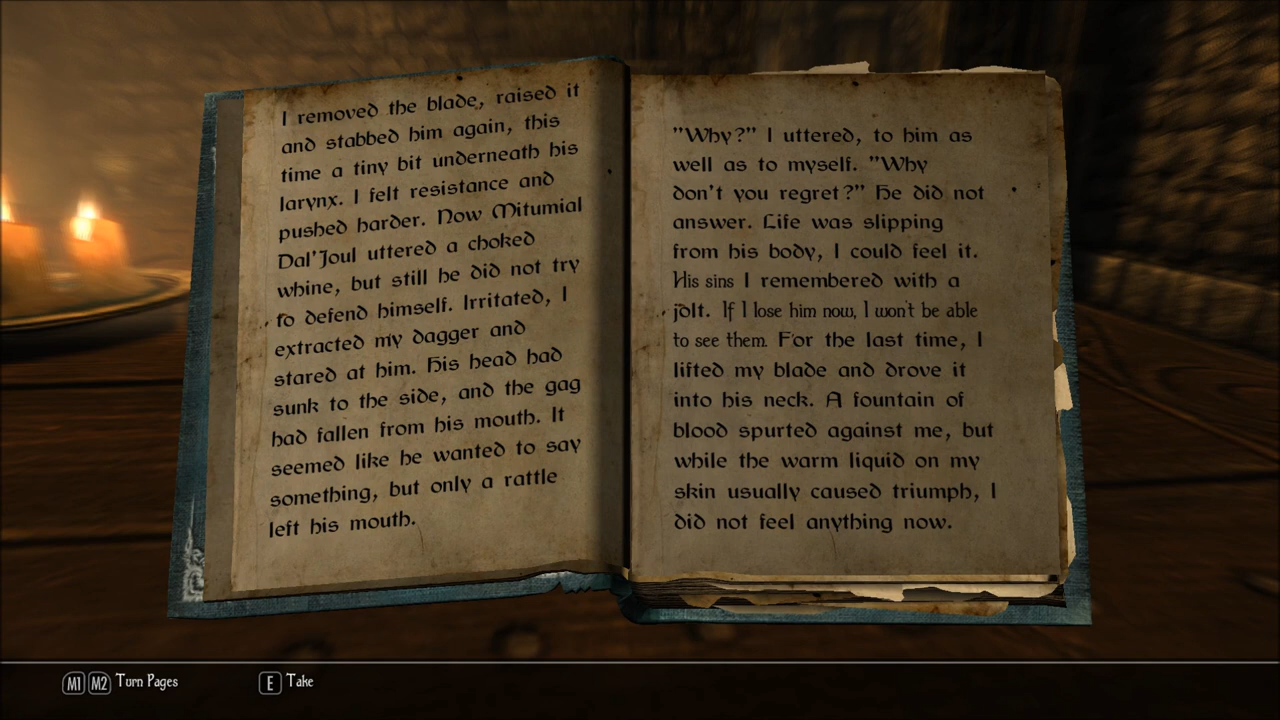 I removed the blade, raised it
and stabbed him again, this
time a tiny bit underneath his
larynx. I felt resistance and
pushed harder. Now Mitumial
Dal'Joul uttered a choked
whine, but still he did not try
to defend himself. Irritated, I
extracted my dagger and
stared at him. His head had
sunk to the side, and the gag
had fallen from his mouth. It
seemed like he wanted to say
something, but only a rattle
left his mouth.
"Why?" I uttered, to him as
well as to myself. "Why
don't you regret?" He did not
answer. Life was slipping
from his body, I could feel it.
His sins I remembered with a
jolt. If I lose him now, I won't be able
to see them. For the last time, I
lifted my blade and drove it
into his neck. A fountain of
blood spurted against me, but
while the warm liquid on my
skin usually caused triumph, I
did not feel anything now.
M1 M2 Turn Pages E Take